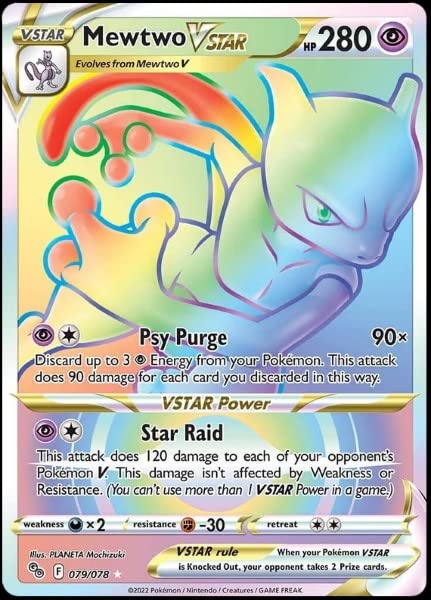 VSTAR
Mewtwo VSTAR
HP 280
Evolves from Mewtwo V
Psy Purge 90×
Discard up to 3 Energy from your Pokémon. This attack
does 90 damage for each card you discarded in this way.
VSTAR Power
Star Raid
This attack does 120 damage to each of your opponent's
Pokémon V. This damage isn't affected by Weakness or
Resistance. (You can't use more than 1 VSTAR Power in a game.)
weakness ×2 resistance -30 retreat
Illus. PLANETA Mochizuki
F 079/078
VSTAR rule
When your Pokémon VSTAR
is Knocked Out, your opponent takes 2 Prize cards.
©2022 Pokémon / Nintendo / Creatures / GAME FREAK